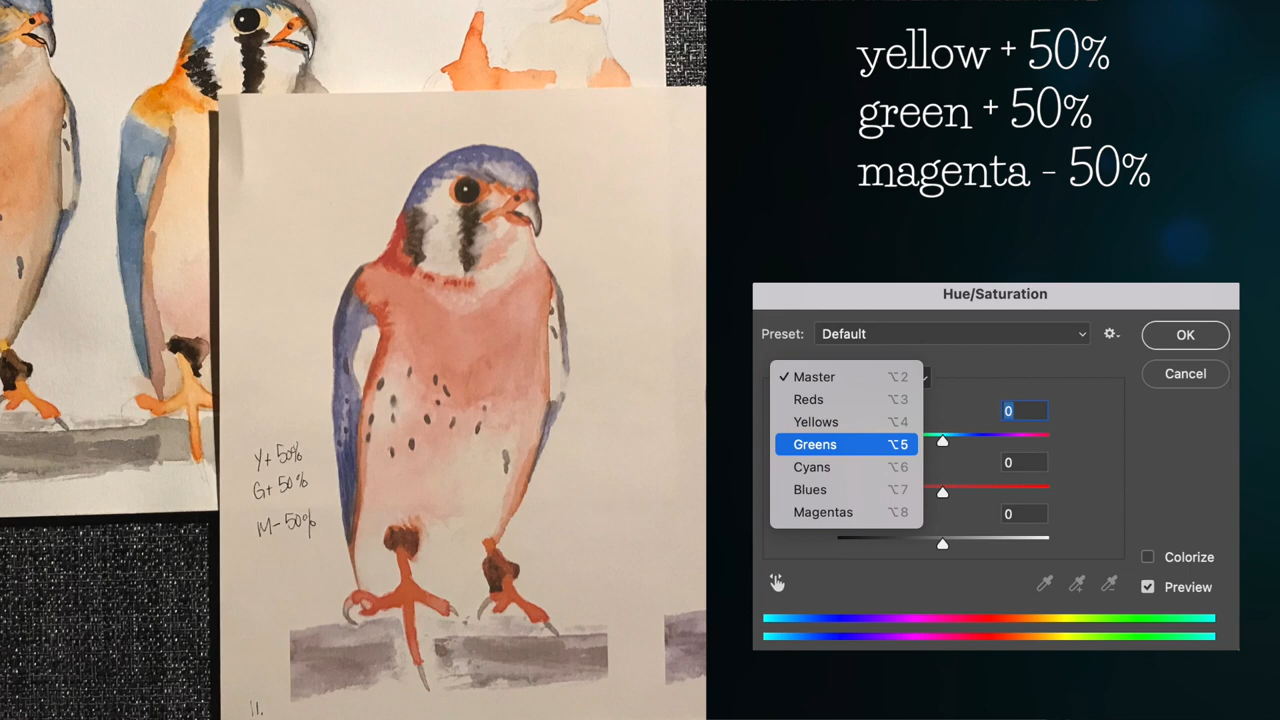 yellow + 50%
green + 50%
magenta - 50%
Y+ 50%
G+ 50%
M- 50%
11.
Hue/Saturation
Preset: Default
OK
Cancel
✓ Master ⌥2
Reds ⌥3
Yellows ⌥4
Greens ⌥5
Cyans ⌥6
Blues ⌥7
Magentas ⌥8
0
0
0
Colorize
Preview